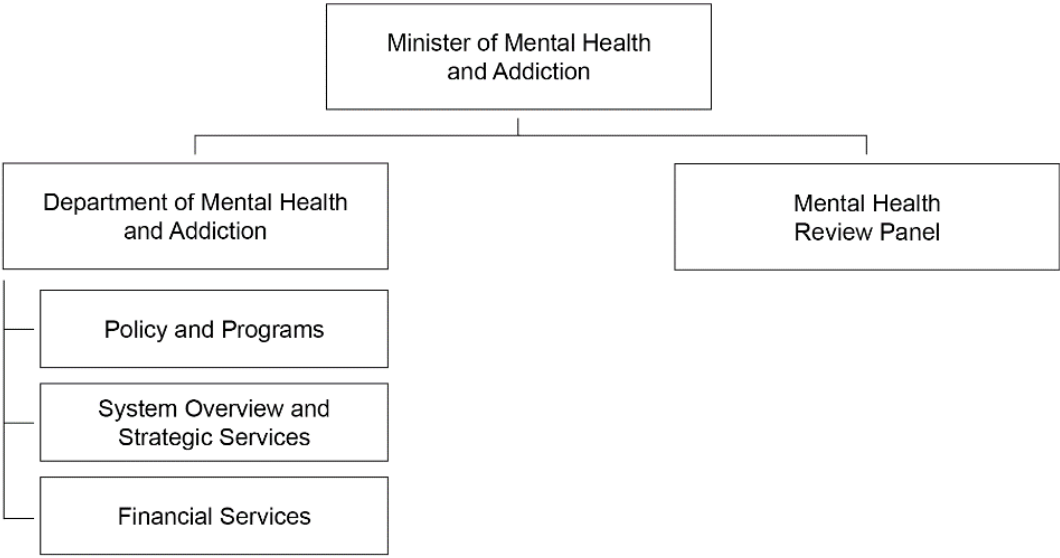 Minister of Mental Health
and Addiction
Department of Mental Health
and Addiction
Mental Health
Review Panel
Policy and Programs
System Overview and
Strategic Services
Financial Services